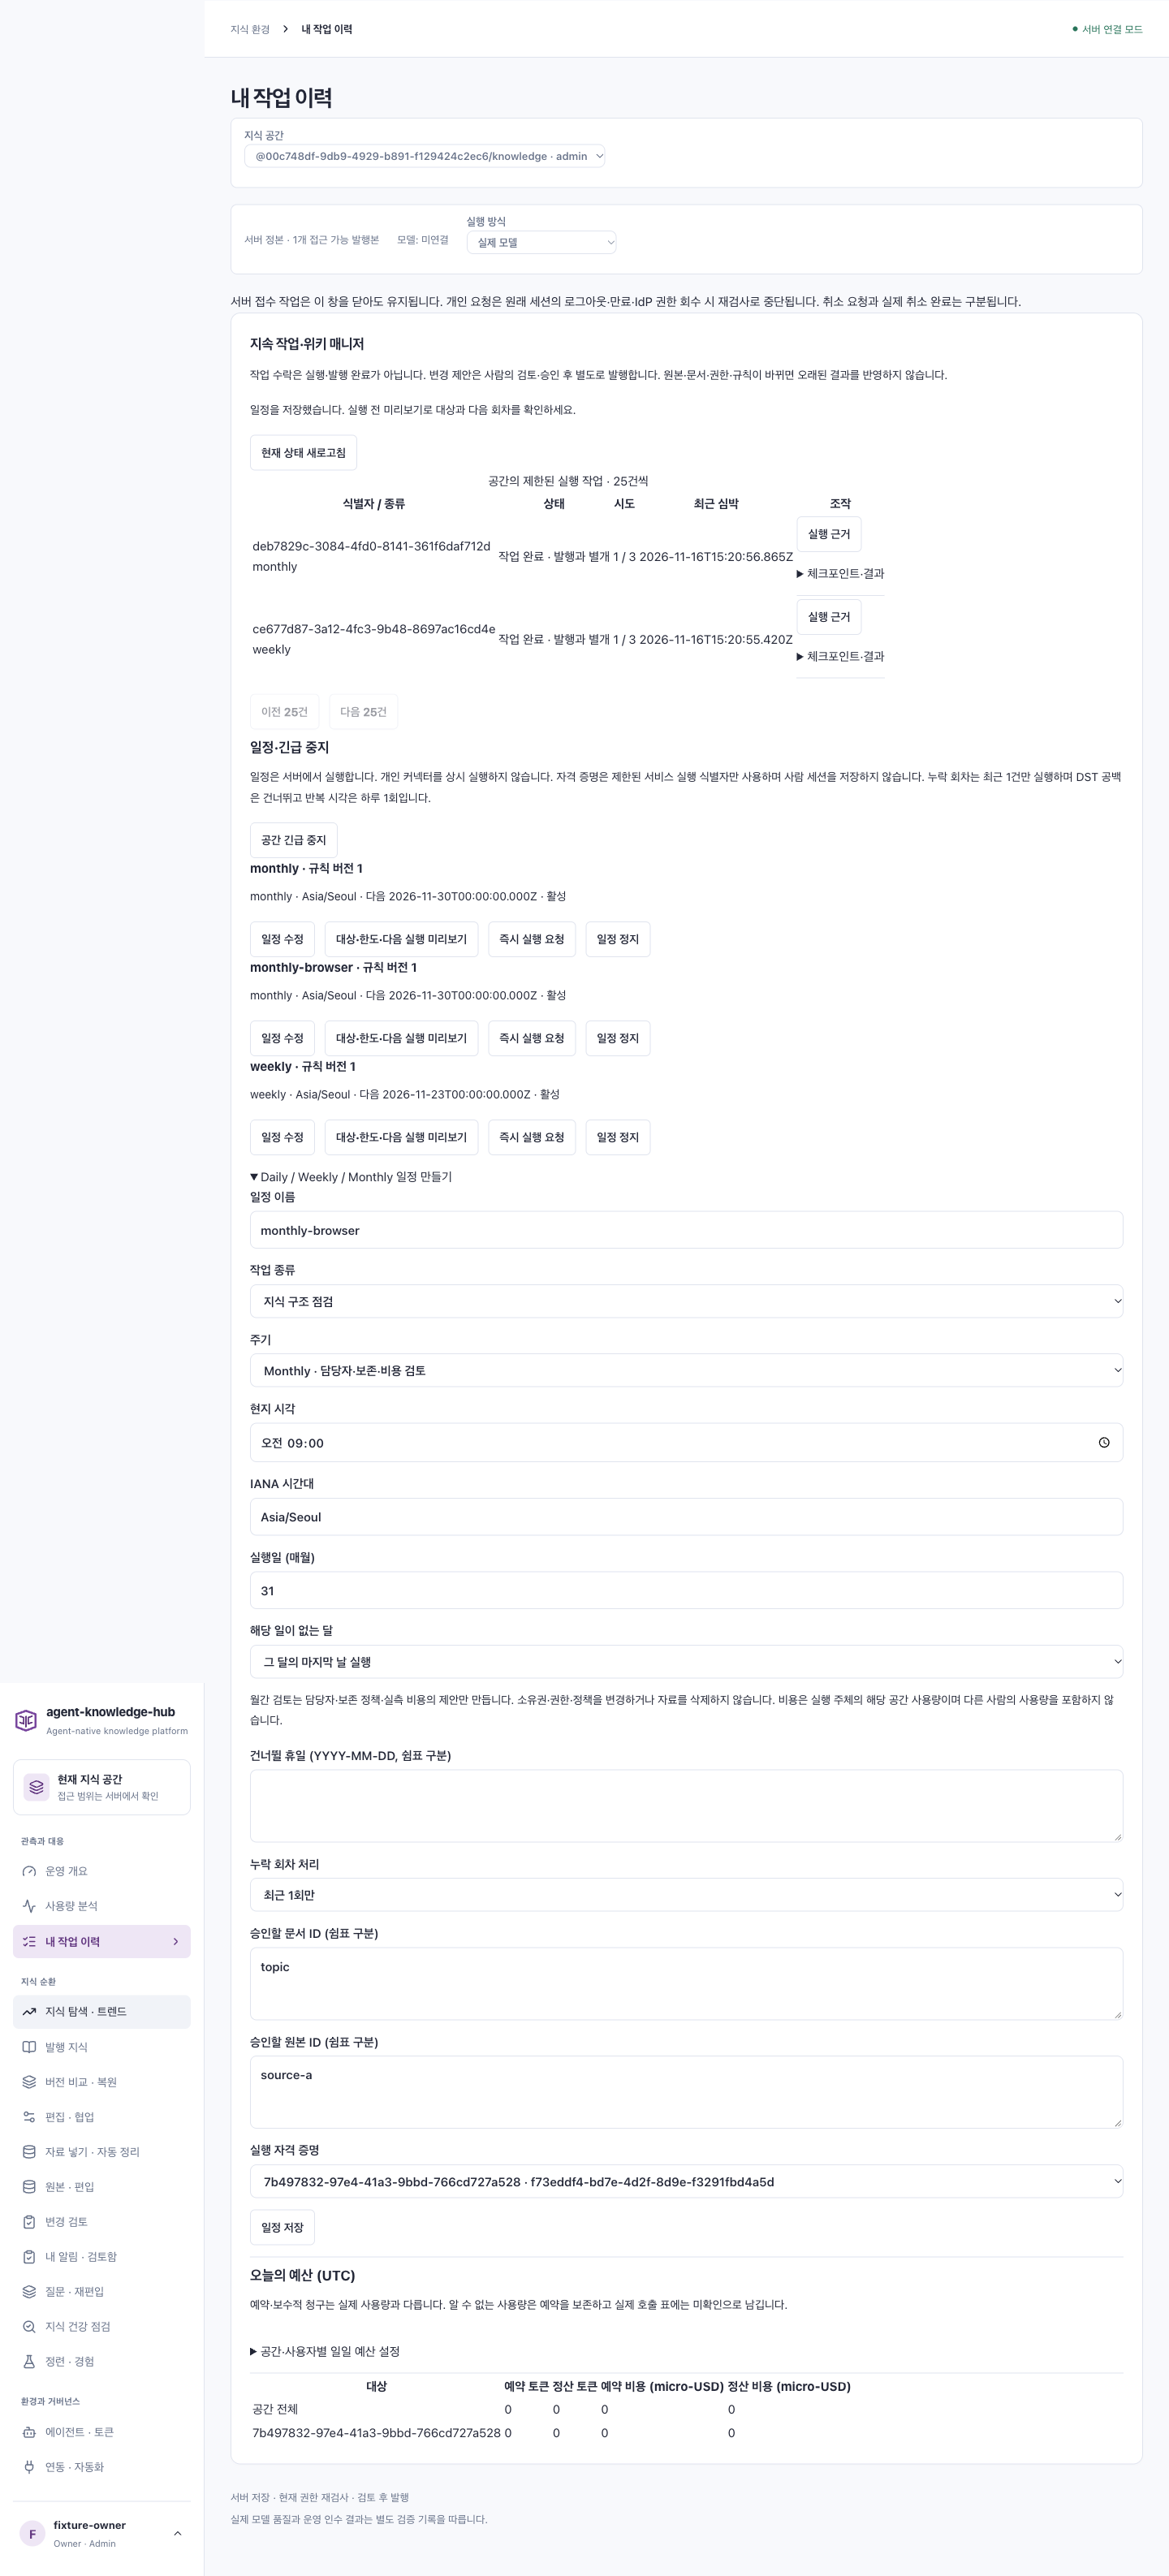 지식 환경 > 내 작업 이력
서버 연결 모드
내 작업 이력
지식 공간
@00c748df-9db9-4929-b891-f129424c2ec6/knowledge · admin
서버 정본 · 1개 접근 가능 발행본
모델: 미연결
실행 방식
실제 모델
서버 접수 작업은 이 창을 닫아도 유지됩니다. 개인 요청은 원래 세션의 로그아웃·만료·IdP 권한 회수 시 재검사로 중단됩니다. 취소 요청과 실제 취소 완료는 구분됩니다.
지속 작업·위키 매니저
작업 수락은 실행·발행 완료가 아닙니다. 변경 제안은 사람의 검토·승인 후 별도로 발행합니다. 원본·문서·권한·규칙이 바뀌면 오래된 결과를 반영하지 않습니다.
일정을 저장했습니다. 실행 전 미리보기로 대상과 다음 회차를 확인하세요.
현재 상태 새로고침
공간의 제한된 실행 작업 · 25건씩
식별자 / 종류 상태 시도 최근 심박 조작
deb7829c-3084-4fd0-8141-361f6daf712d
monthly
작업 완료 · 발행과 별개 1 / 3 2026-11-16T15:20:56.865Z
실행 근거
▶ 체크포인트·결과
ce677d87-3a12-4fc3-9b48-8697ac16cd4e
weekly
작업 완료 · 발행과 별개 1 / 3 2026-11-16T15:20:55.420Z
실행 근거
▶ 체크포인트·결과
이전 25건 다음 25건
일정·긴급 중지
일정은 서버에서 실행합니다. 개인 커넥터를 상시 실행하지 않습니다. 자격 증명은 제한된 서비스 실행 식별자만 사용하며 사람 세션을 저장하지 않습니다. 누락 회차는 최근 1건만 실행하며 DST 공백
은 건너뛰고 반복 시각은 하루 1회입니다.
공간 긴급 중지
monthly · 규칙 버전 1
monthly · Asia/Seoul · 다음 2026-11-30T00:00:00.000Z · 활성
일정 수정 대상·한도·다음 실행 미리보기 즉시 실행 요청 일정 정지
monthly-browser · 규칙 버전 1
monthly · Asia/Seoul · 다음 2026-11-30T00:00:00.000Z · 활성
일정 수정 대상·한도·다음 실행 미리보기 즉시 실행 요청 일정 정지
weekly · 규칙 버전 1
weekly · Asia/Seoul · 다음 2026-11-23T00:00:00.000Z · 활성
일정 수정 대상·한도·다음 실행 미리보기 즉시 실행 요청 일정 정지
▼ Daily / Weekly / Monthly 일정 만들기
일정 이름
monthly-browser
작업 종류
지식 구조 점검
주기
Monthly · 담당자·보존·비용 검토
현지 시각
오전 09:00
IANA 시간대
Asia/Seoul
실행일 (매월)
31
해당 일이 없는 달
그 달의 마지막 날 실행
월간 검토는 담당자·보존 정책·실측 비용의 제안만 만듭니다. 소유권·권한·정책을 변경하거나 자료를 삭제하지 않습니다. 비용은 실행 주체의 해당 공간 사용량이며 다른 사람의 사용량을 포함하지 않
습니다.
건너뛸 휴일 (YYYY-MM-DD, 쉼표 구분)
누락 회차 처리
최근 1회만
승인할 문서 ID (쉼표 구분)
topic
승인할 원본 ID (쉼표 구분)
source-a
실행 자격 증명
7b497832-97e4-41a3-9bbd-766cd727a528 · f73eddf4-bd7e-4d2f-8d9e-f3291fbd4a5d
일정 저장
오늘의 예산 (UTC)
예약·보수적 청구는 실제 사용량과 다릅니다. 알 수 없는 사용량은 예약을 보존하고 실제 호출 표에는 미확인으로 남깁니다.
▶ 공간·사용자별 일일 예산 설정
대상 예약 토큰 정산 토큰 예약 비용 (micro-USD) 정산 비용 (micro-USD)
공간 전체 0 0 0 0
7b497832-97e4-41a3-9bbd-766cd727a528 0 0 0 0
서버 저장 · 현재 권한 재검사 · 검토 후 발행
실제 모델 품질과 운영 인수 결과는 별도 검증 기록을 따릅니다.
agent-knowledge-hub
Agent-native knowledge platform
현재 지식 공간
접근 범위는 서버에서 확인
관측과 대응
운영 개요
사용량 분석
내 작업 이력
지식 순환
지식 탐색 · 트렌드
발행 지식
버전 비교 · 복원
편집 · 협업
자료 넣기 · 자동 정리
원본 · 편입
변경 검토
내 알림 · 검토함
질문 · 재편입
지식 건강 점검
정련 · 경험
환경과 거버넌스
에이전트 · 토큰
연동 · 자동화
F
fixture-owner
Owner · Admin